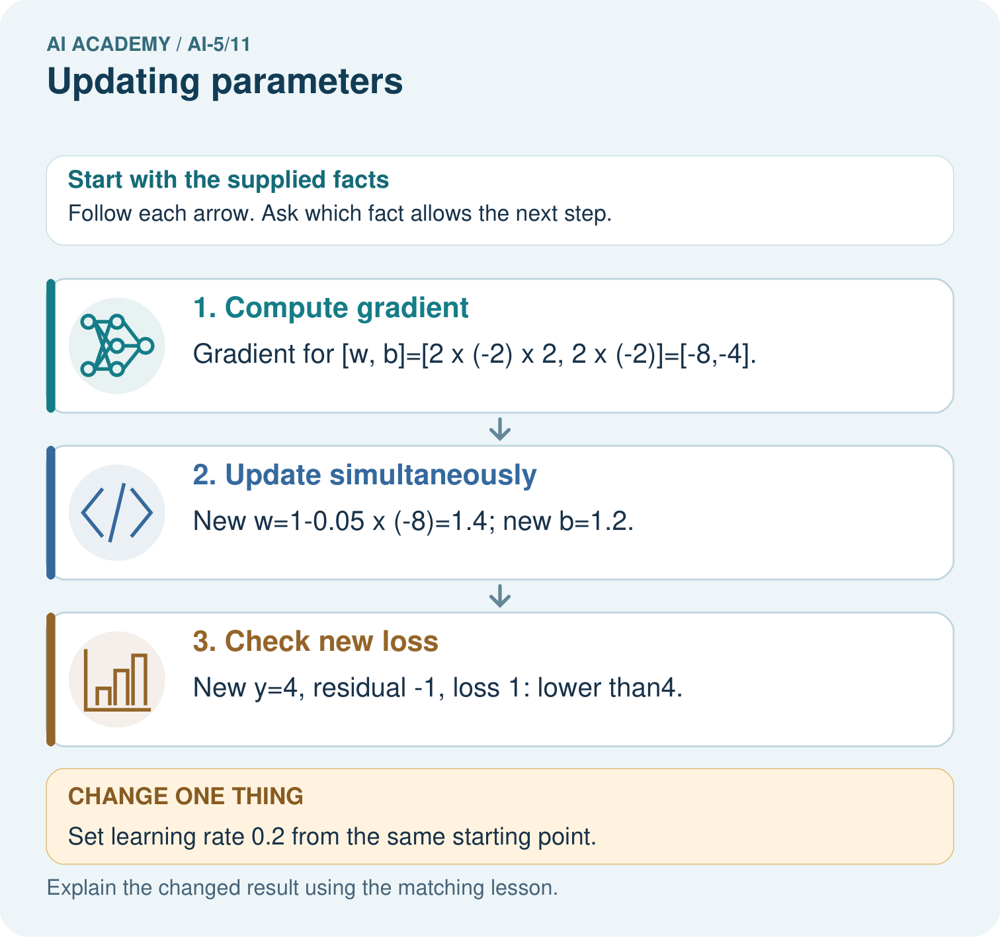 AI ACADEMY / AI-5/11
Updating parameters
Start with the supplied facts
Follow each arrow. Ask which fact allows the next step.
1. Compute gradient
Gradient for [w, b]=[2 x (-2) x 2, 2 x (-2)]=[-8,-4].
2. Update simultaneously
New w=1-0.05 x (-8)=1.4; new b=1.2.
3. Check new loss
New y=4, residual -1, loss 1: lower than4.
CHANGE ONE THING
Set learning rate 0.2 from the same starting point.
Explain the changed result using the matching lesson.